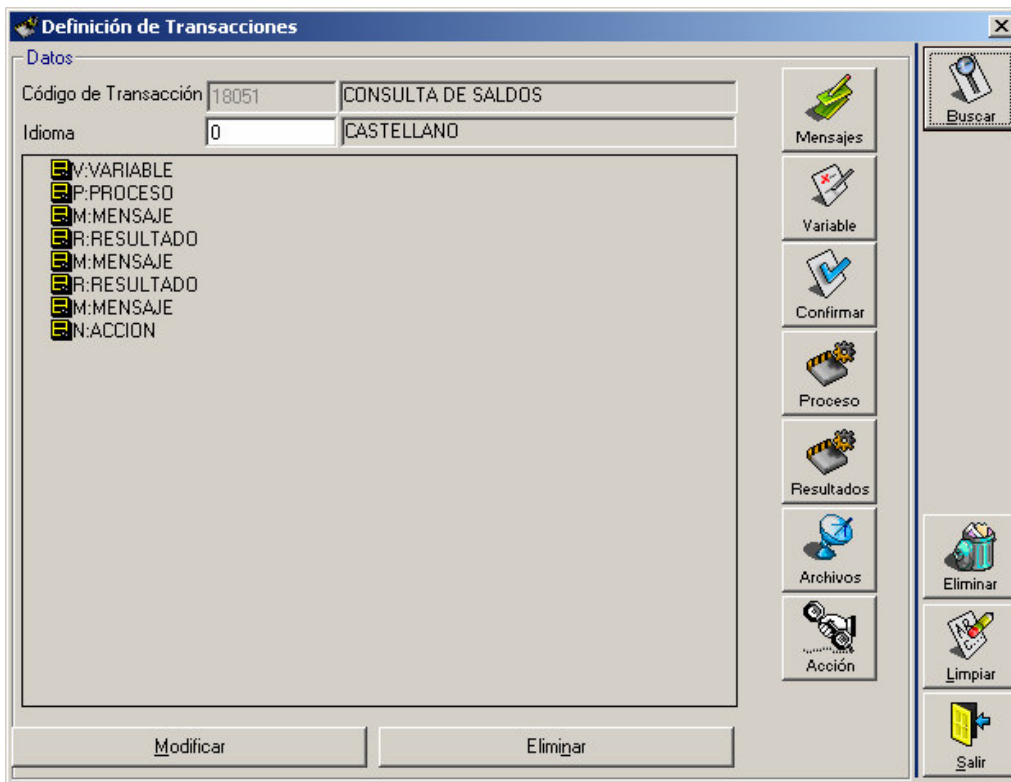 Definición de Transacciones
Datos
Código de Transacción 18051 CONSULTA DE SALDOS
Idioma 0 CASTELLANO
V:VARIABLE
P:PROCESO
M:MENSAJE
R:RESULTADO
M:MENSAJE
R:RESULTADO
M:MENSAJE
N:ACCION
Modificar
Eliminar
Mensajes
Variable
Confirmar
Proceso
Resultados
Archivos
Acción
Buscar
Eliminar
Limpiar
Salir